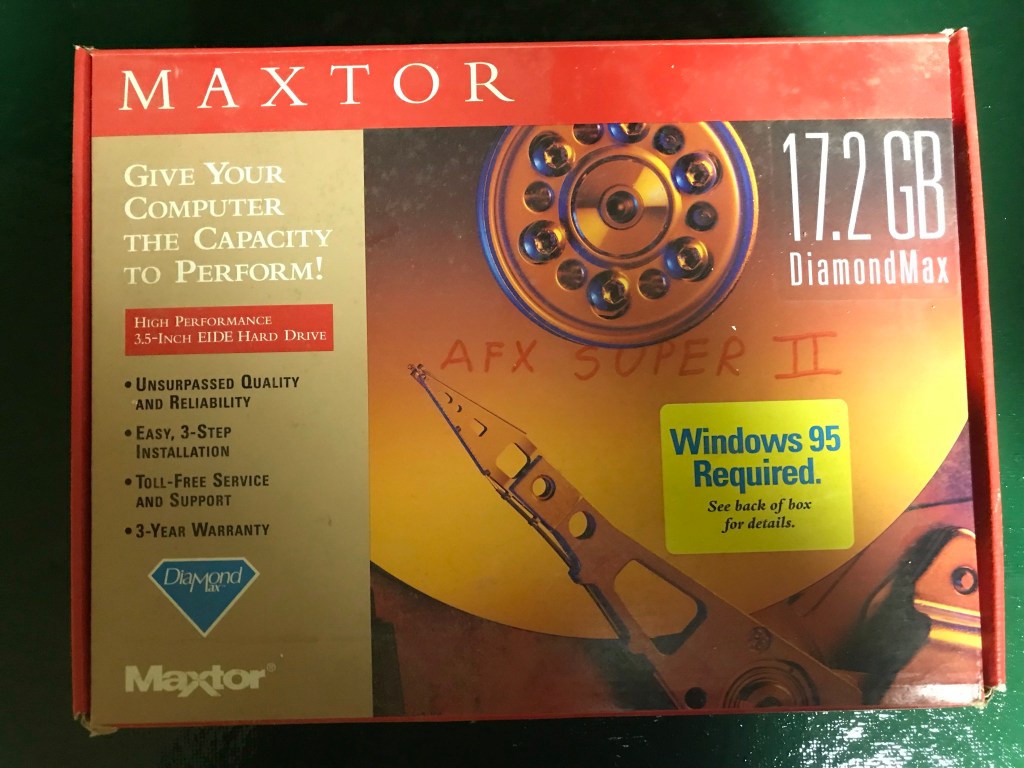 MAXTOR
GIVE YOUR
COMPUTER
THE CAPACITY
TO PERFORM!
HIGH PERFORMANCE
3.5-INCH EIDE HARD DRIVE
• UNSURPASSED QUALITY
AND RELIABILITY
• EASY, 3-STEP
INSTALLATION
• TOLL-FREE SERVICE
AND SUPPORT
• 3-YEAR WARRANTY
Diamond
Max
Maxtor®
17.2 GB
DiamondMax
AFX SUPER II
Windows 95
Required.
See back of box
for details.